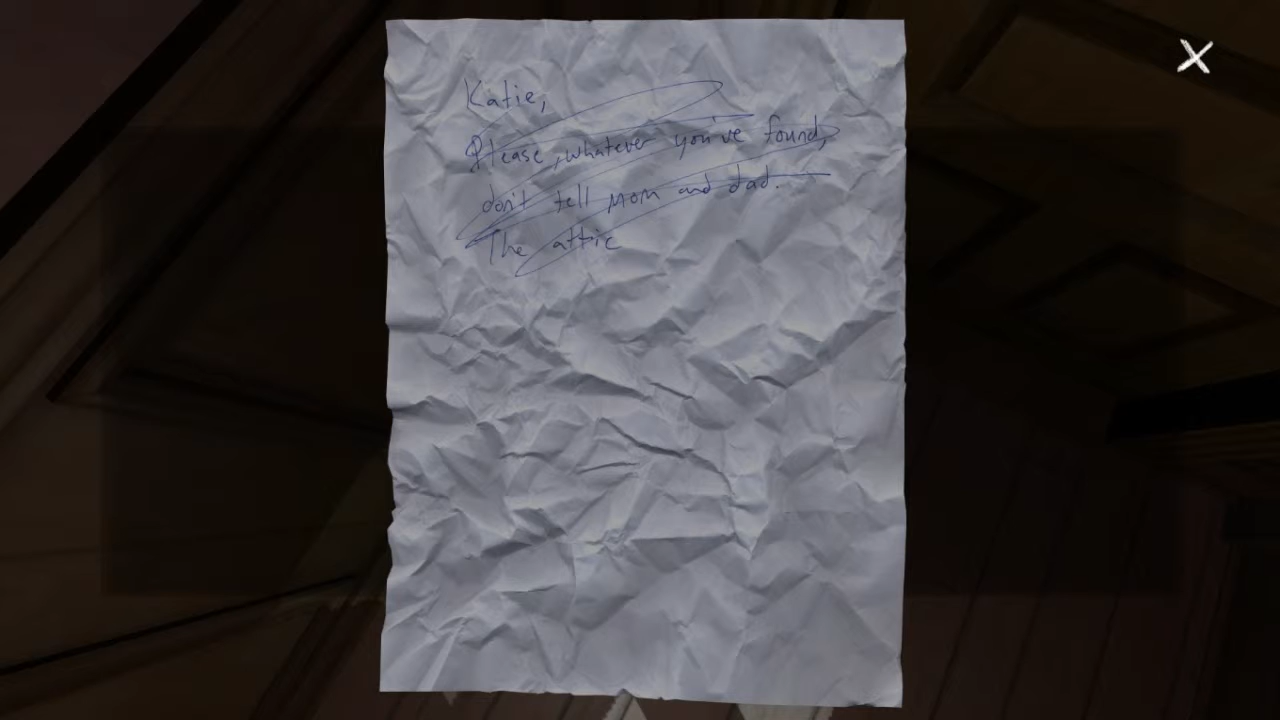 Katie,
Please, whatever you've found,
don't tell Mom and dad.
The attic